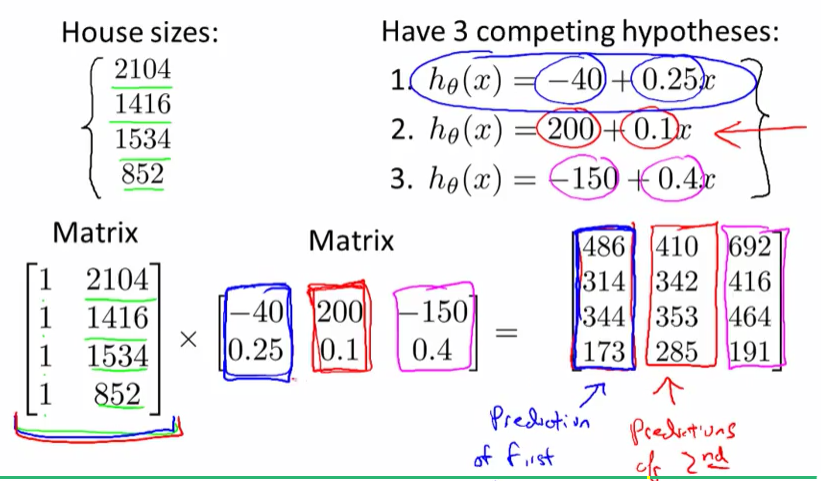 House sizes:
2104
1416
1534
852
Have 3 competing hypotheses:
1. hθ(x) = −40 + 0.25x
2. hθ(x) = 200 + 0.1x
3. hθ(x) = −150 + 0.4x
Matrix
1 2104
1 1416
1 1534
1 852
×
Matrix
−40 200 −150
0.25 0.1 0.4
=
486 410 692
314 342 416
344 353 464
173 285 191
Prediction
of first
Predictions
of 2nd